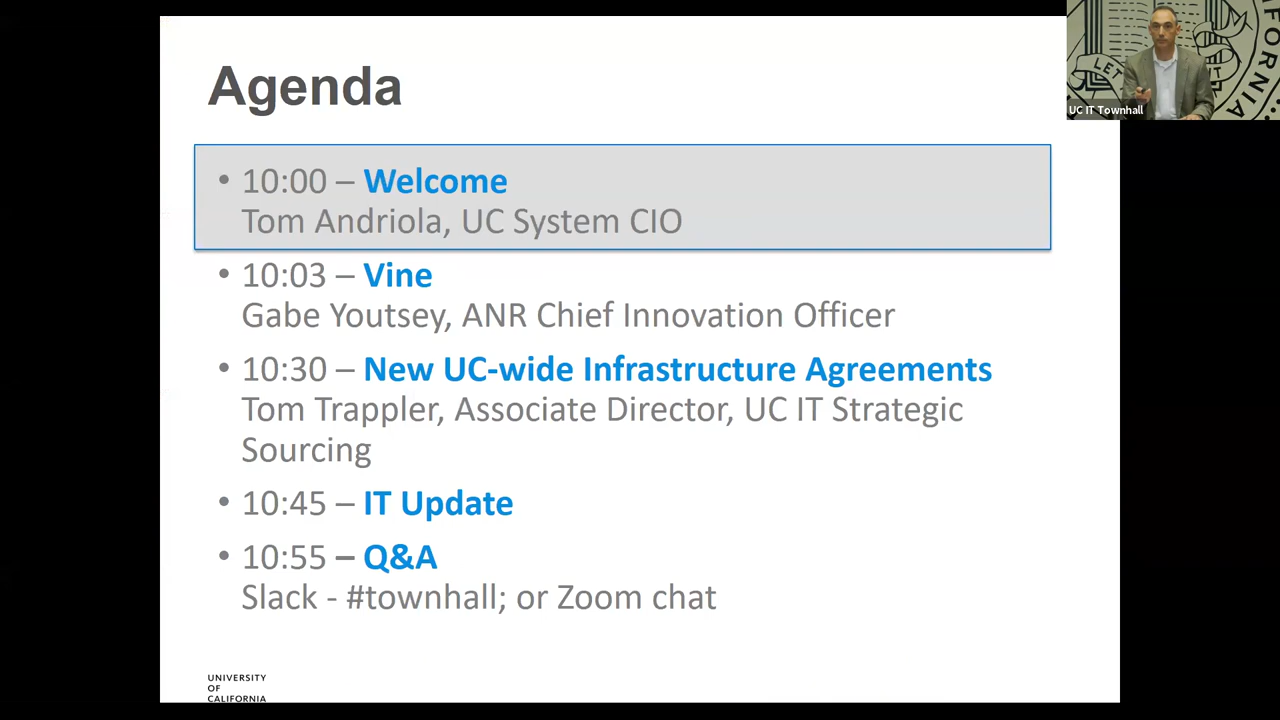 Agenda
• 10:00 – Welcome
Tom Andriola, UC System CIO
• 10:03 – Vine
Gabe Youtsey, ANR Chief Innovation Officer
• 10:30 – New UC-wide Infrastructure Agreements
Tom Trappler, Associate Director, UC IT Strategic
Sourcing
• 10:45 – IT Update
• 10:55 – Q&A
Slack - #townhall; or Zoom chat
UNIVERSITY
OF
CALIFORNIA
LET
IFORNIA
UC IT Townhall